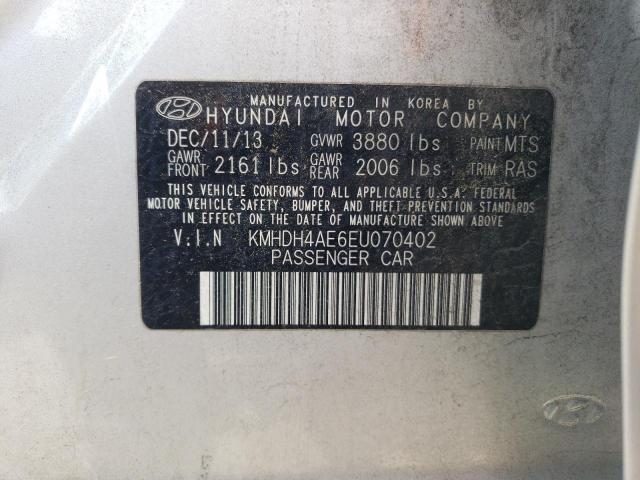 MANUFACTURED IN KOREA BY
HYUNDAI MOTOR COMPANY
DEC/11/13 GVWR 3880 lbs PAINT MTS
GAWR FRONT 2161 lbs GAWR REAR 2006 lbs TRIM RAS
THIS VEHICLE CONFORMS TO ALL APPLICABLE U.S.A. FEDERAL
MOTOR VEHICLE SAFETY, BUMPER, AND THEFT PREVENTION STANDARDS
IN EFFECT ON THE DATE OF MANUFACTURE SHOWN ABOVE.
V.I.N KMHDH4AE6EU070402
PASSENGER CAR